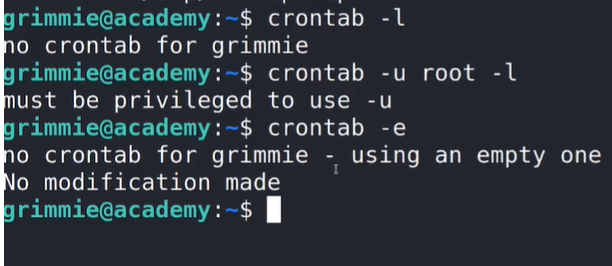 grimmie@academy:~$ crontab -l
no crontab for grimmie
grimmie@academy:~$ crontab -u root -l
must be privileged to use -u
grimmie@academy:~$ crontab -e
no crontab for grimmie - using an empty one
No modification made
grimmie@academy:~$